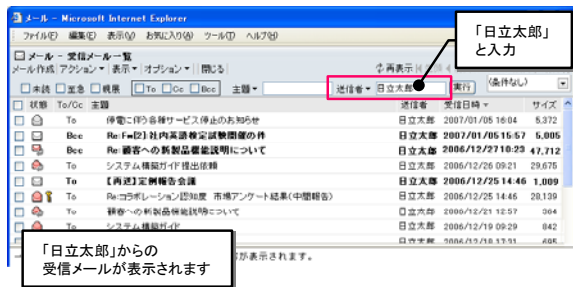 メール - Microsoft Internet Explorer
ファイル(F) 編集(E) 表示(V) お気に入り(A) ツール(T) ヘルプ(H)
「日立太郎」
と入力
メール - 受信メール一覧
メール作成 アクション 表示 オプション 閉じる 再表示
未読 至急 親展 To Cc Bcc 主題 送信者 日立太郎 実行 (条件なし)
状態 To/Cc 主題 送信者 受信日時 サイズ
To 停電に伴う各種サービス停止のお知らせ 日立太郎 2007/01/05 16:04 5,372
Bcc Re:Fw[2]:社内英語検定試験開催の件 日立太郎 2007/01/05 15:57 5,005
Bcc Re:顧客への新製品機能説明について 日立太郎 2006/12/27 10:23 47,712
To システム構築ガイド提出依頼 日立太郎 2006/12/26 09:21 29,675
To 【再送】定例報告会議 日立太郎 2006/12/25 14:46 1,009
To Re:コラボレーション認知度 市場アンケート結果(中間報告) 日立太郎 2006/12/25 14:46 28,139
To 顧客への新製品機能説明について 日立太郎 2006/12/21 12:57 364
To システム構築ガイド 日立太郎 2006/12/19 09:29 842
日立太郎 2006/12/18 17:31 695
「日立太郎」からの
受信メールが表示されます
が表示されます。